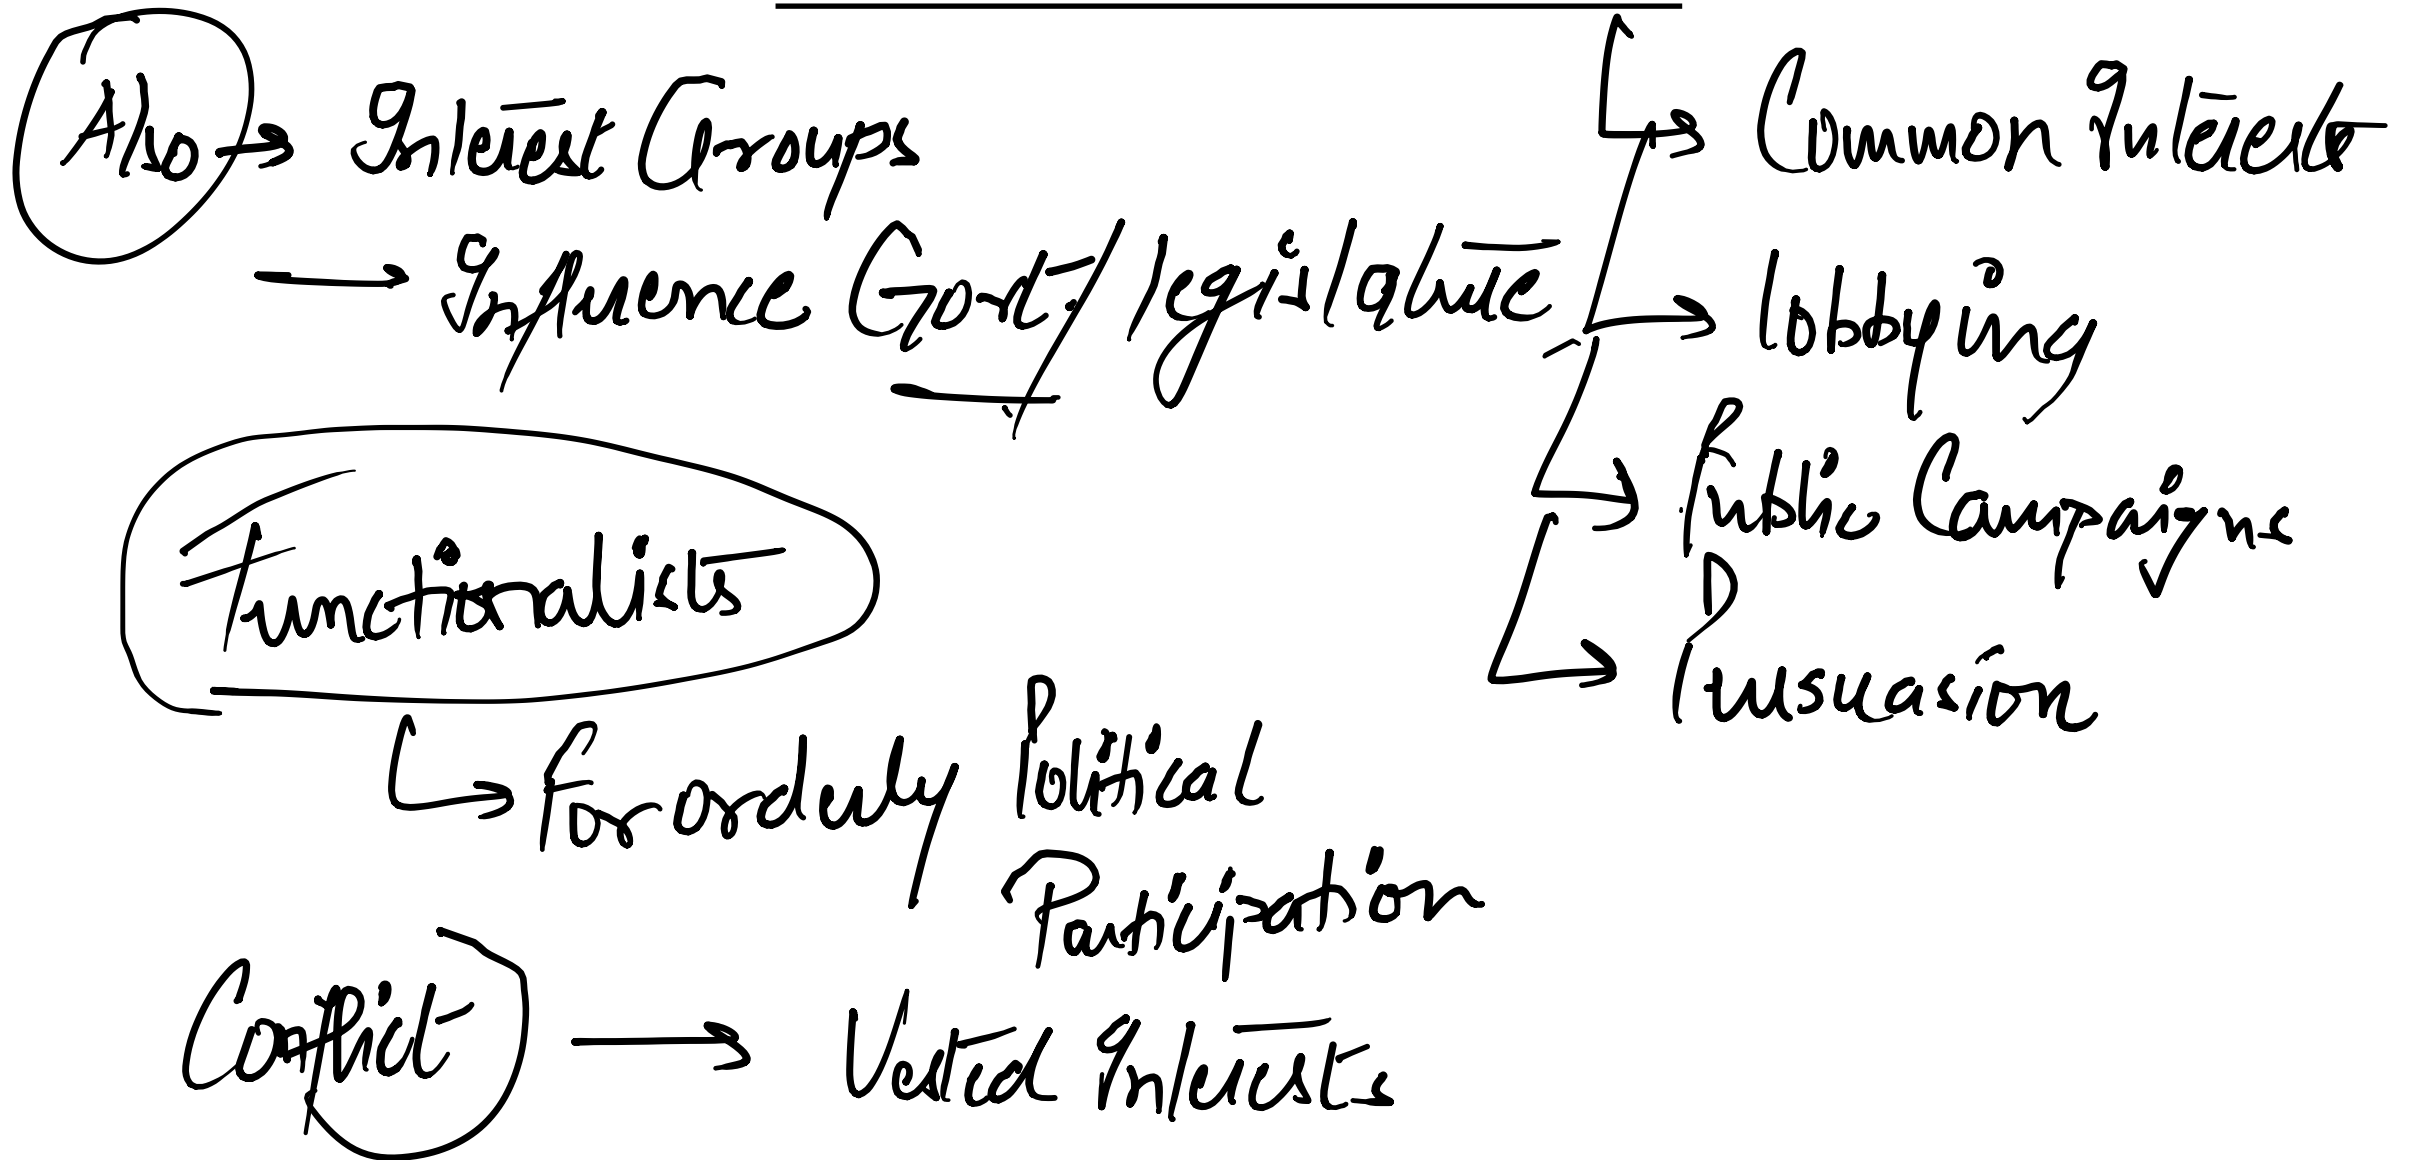 Also → Interest Groups
→ Influence Govt/legislature
→ Common Interest
→ lobbying
→ Public Campaigns
→ Persuasion
Functionalists
→ For orderly Political
Participation
Conflict → Vested Interests